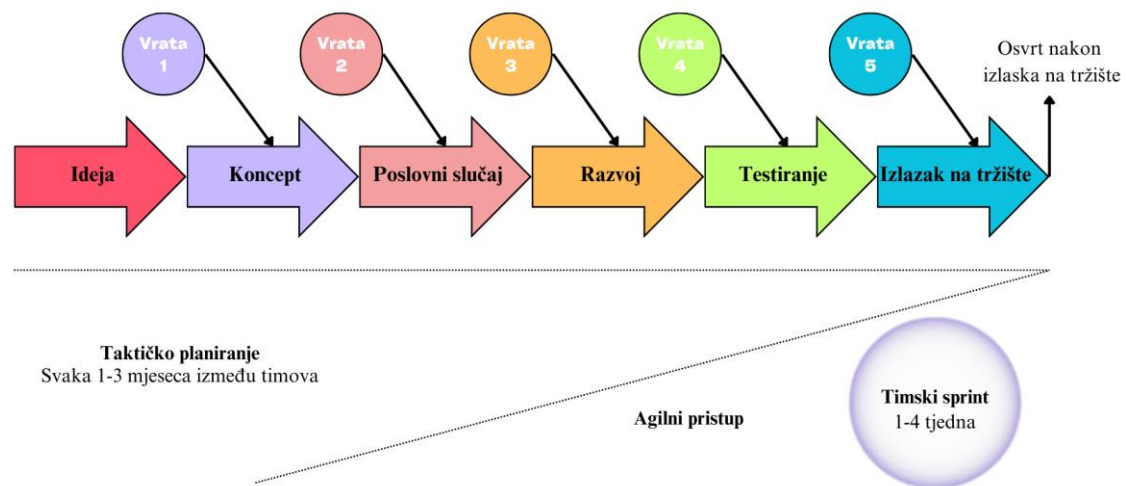 Vrata
1
Vrata
2
Vrata
3
Vrata
4
Vrata
5
Osvrt nakon
izlaska na tržište
Ideja
Koncept
Poslovni slučaj
Razvoj
Testiranje
Izlazak na tržište
Taktičko planiranje
Svaka 1-3 mjeseca između timova
Agilni pristup
Timski sprint
1-4 tjedna